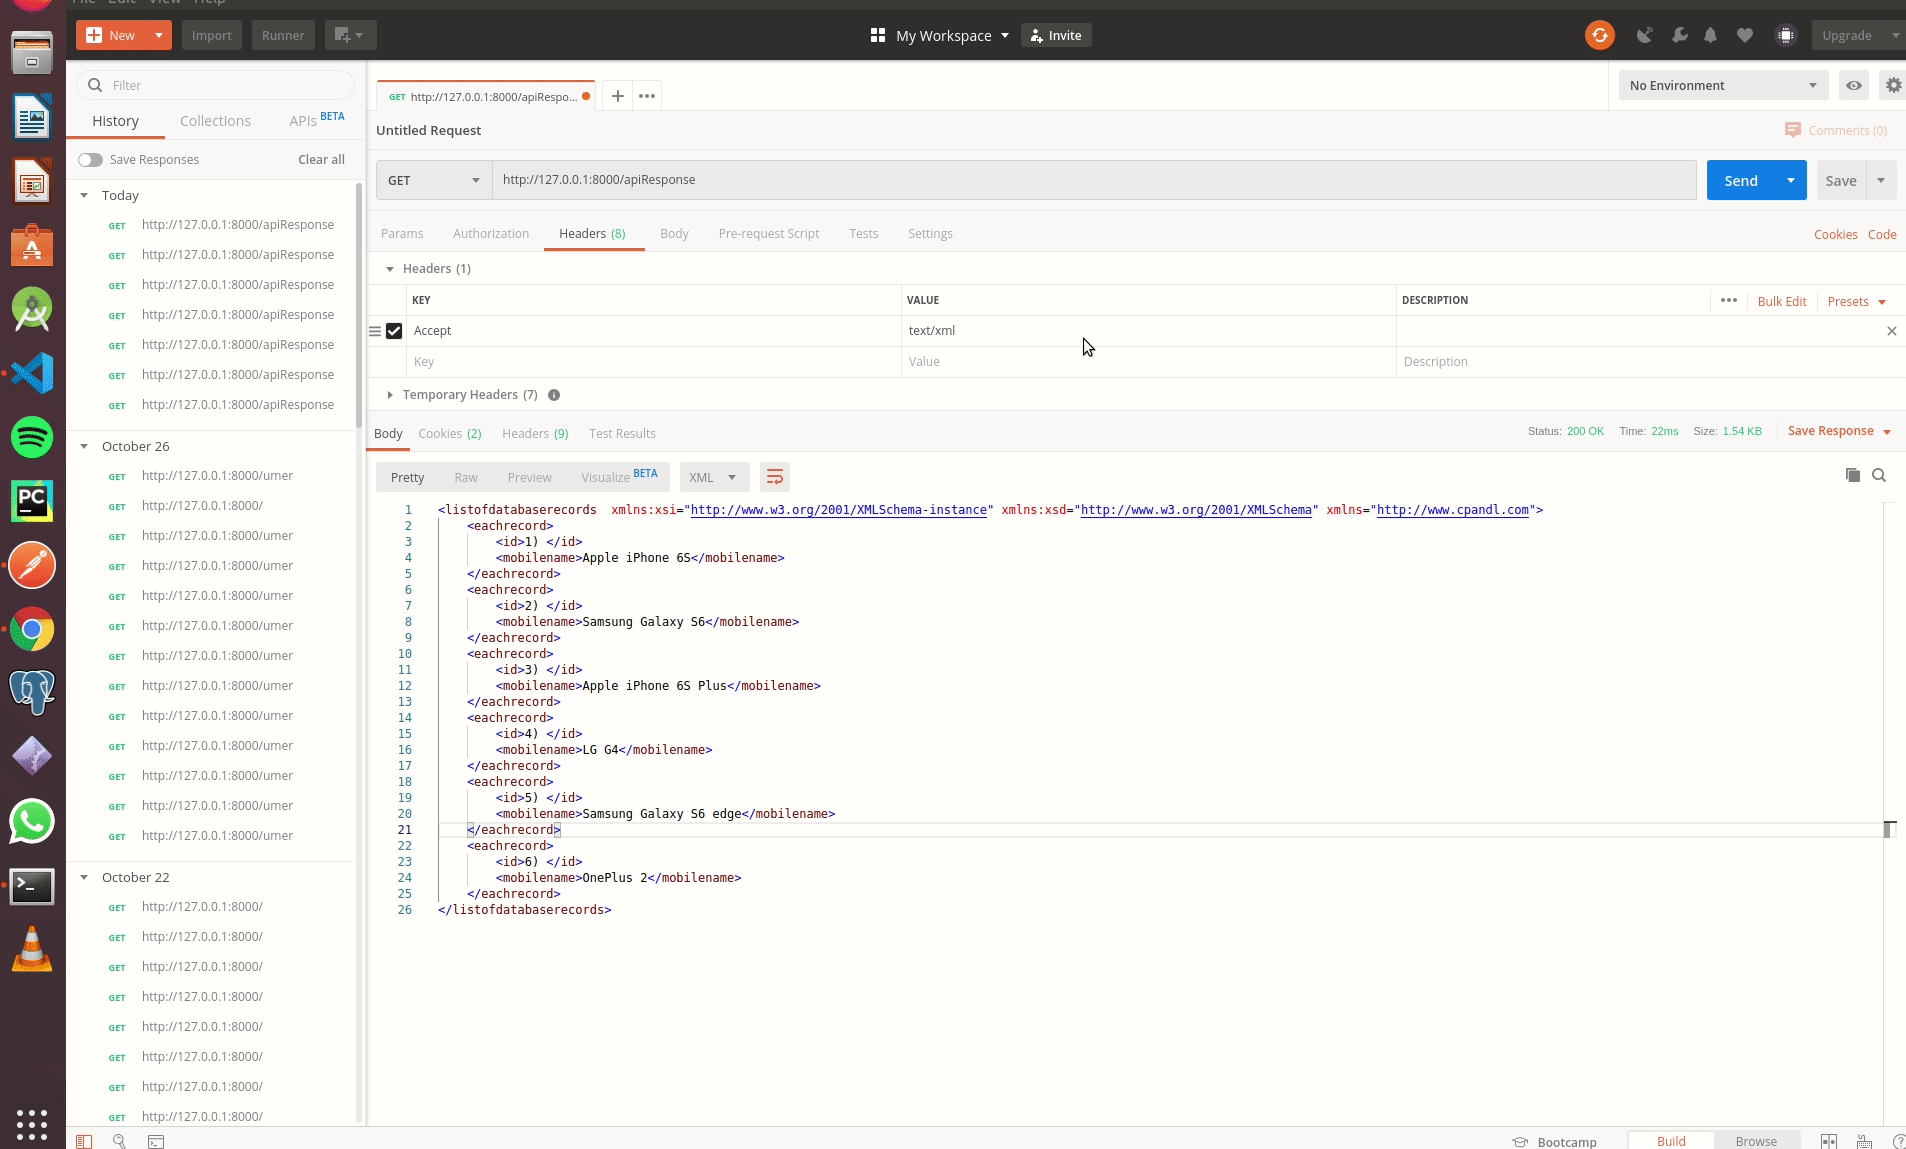 File Edit View Help
New Import Runner My Workspace Invite Upgrade
Filter
History Collections APIs BETA
Save Responses Clear all
Today
GET http://127.0.0.1:8000/apiResponse
GET http://127.0.0.1:8000/apiResponse
GET http://127.0.0.1:8000/apiResponse
GET http://127.0.0.1:8000/apiResponse
GET http://127.0.0.1:8000/apiResponse
GET http://127.0.0.1:8000/apiResponse
GET http://127.0.0.1:8000/apiResponse
October 26
GET http://127.0.0.1:8000/umer
GET http://127.0.0.1:8000/
GET http://127.0.0.1:8000/umer
GET http://127.0.0.1:8000/umer
GET http://127.0.0.1:8000/umer
GET http://127.0.0.1:8000/umer
GET http://127.0.0.1:8000/umer
GET http://127.0.0.1:8000/umer
GET http://127.0.0.1:8000/umer
GET http://127.0.0.1:8000/umer
GET http://127.0.0.1:8000/umer
GET http://127.0.0.1:8000/umer
GET http://127.0.0.1:8000/umer
October 22
GET http://127.0.0.1:8000/
GET http://127.0.0.1:8000/
GET http://127.0.0.1:8000/
GET http://127.0.0.1:8000/
GET http://127.0.0.1:8000/
GET http://127.0.0.1:8000/
GET http://127.0.0.1:8000/
GET http://127.0.0.1:8000/
GET http://127.0.0.1:8000/apiRespo... No Environment
Untitled Request Comments (0)
GET http://127.0.0.1:8000/apiResponse Send Save
Params Authorization Headers (8) Body Pre-request Script Tests Settings Cookies Code
Headers (1)
KEY VALUE DESCRIPTION Bulk Edit Presets
Accept text/xml
Key Value Description
Temporary Headers (7)
Body Cookies (2) Headers (9) Test Results Status: 200 OK Time: 22ms Size: 1.54 KB Save Response
Pretty Raw Preview Visualize BETA XML
1 <listofdatabaserecords xmlns:xsi="http://www.w3.org/2001/XMLSchema-instance" xmlns:xsd="http://www.w3.org/2001/XMLSchema" xmlns="http://www.cpandl.com">
2 <eachrecord>
3 <id>1) </id>
4 <mobilename>Apple iPhone 6S</mobilename>
5 </eachrecord>
6 <eachrecord>
7 <id>2) </id>
8 <mobilename>Samsung Galaxy S6</mobilename>
9 </eachrecord>
10 <eachrecord>
11 <id>3) </id>
12 <mobilename>Apple iPhone 6S Plus</mobilename>
13 </eachrecord>
14 <eachrecord>
15 <id>4) </id>
16 <mobilename>LG G4</mobilename>
17 </eachrecord>
18 <eachrecord>
19 <id>5) </id>
20 <mobilename>Samsung Galaxy S6 edge</mobilename>
21 </eachrecord>
22 <eachrecord>
23 <id>6) </id>
24 <mobilename>OnePlus 2</mobilename>
25 </eachrecord>
26 </listofdatabaserecords>
PC
Bootcamp Build Browse